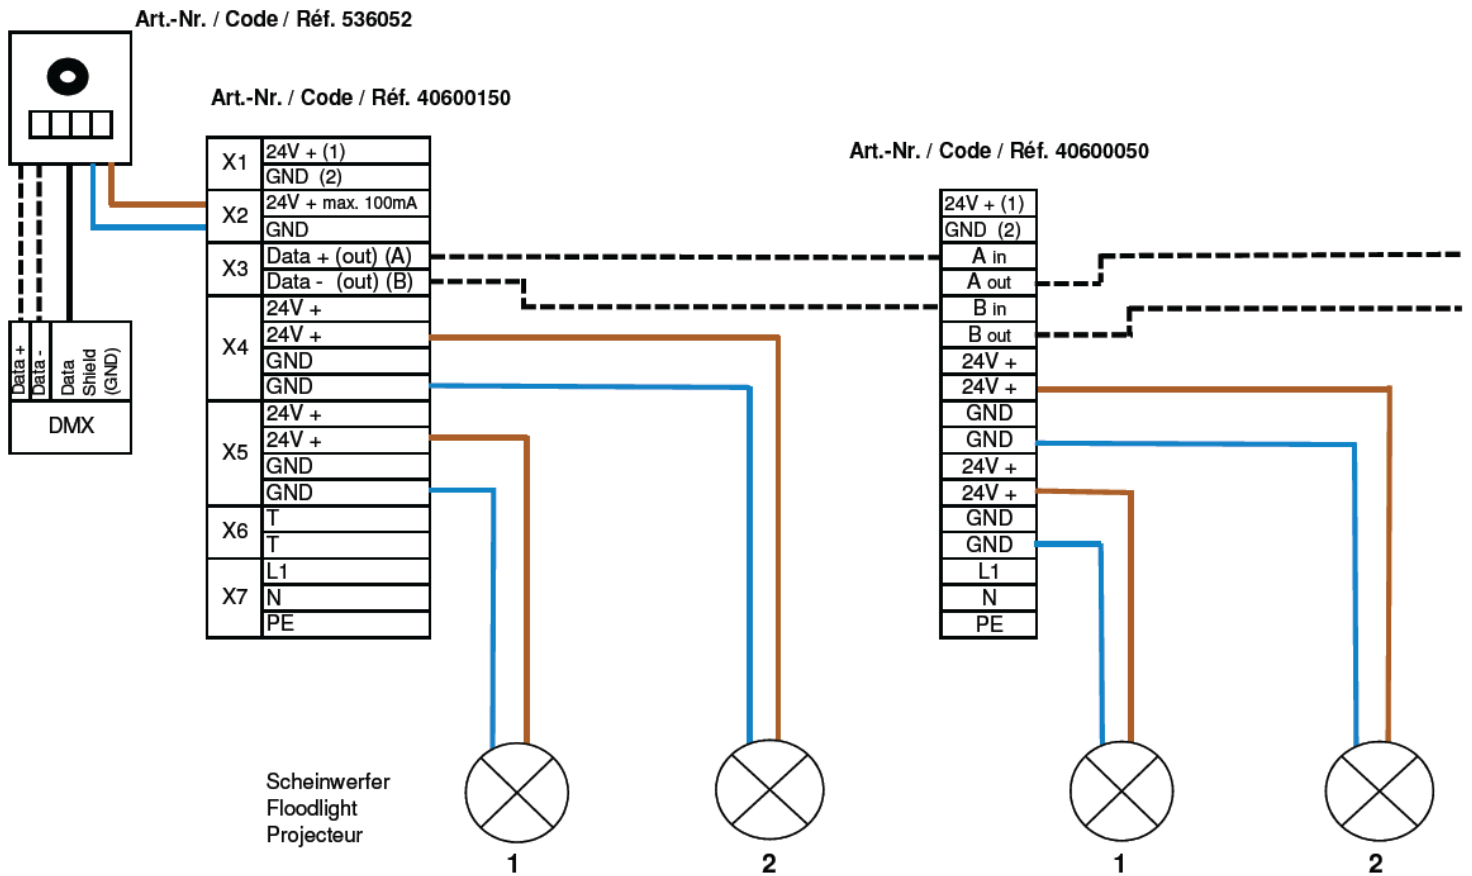 Art.-Nr. / Code / Réf. 536052
Art.-Nr. / Code / Réf. 40600150
Art.-Nr. / Code / Réf. 40600050
X1
24V + (1)
GND (2)
X2
24V + max. 100mA
GND
X3
Data + (out) (A)
Data - (out) (B)
X4
24V +
24V +
GND
GND
X5
24V +
24V +
GND
GND
X6
T
T
X7
L1
N
PE
24V + (1)
GND (2)
A in
A out
B in
B out
24V +
24V +
GND
GND
24V +
24V +
GND
GND
L1
N
PE
Data +
Data -
Data
Shield
(GND)
DMX
Scheinwerfer
Floodlight
Projecteur
1
2
1
2